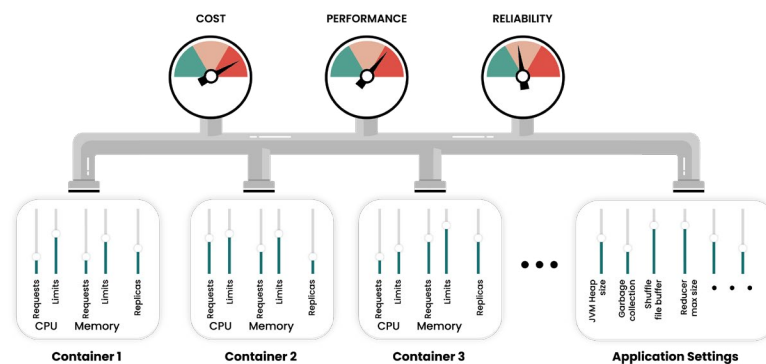 COST
PERFORMANCE
RELIABILITY
Requests
Limits
Requests
Limits
Replicas
CPU
Memory
Container 1
Requests
Limits
Requests
Limits
Replicas
CPU
Memory
Container 2
Requests
Limits
Requests
Limits
Replicas
CPU
Memory
Container 3
JVM Heap
size
Garbage
collection
Shuffle
file buffer
Reducer
max size
Application Settings